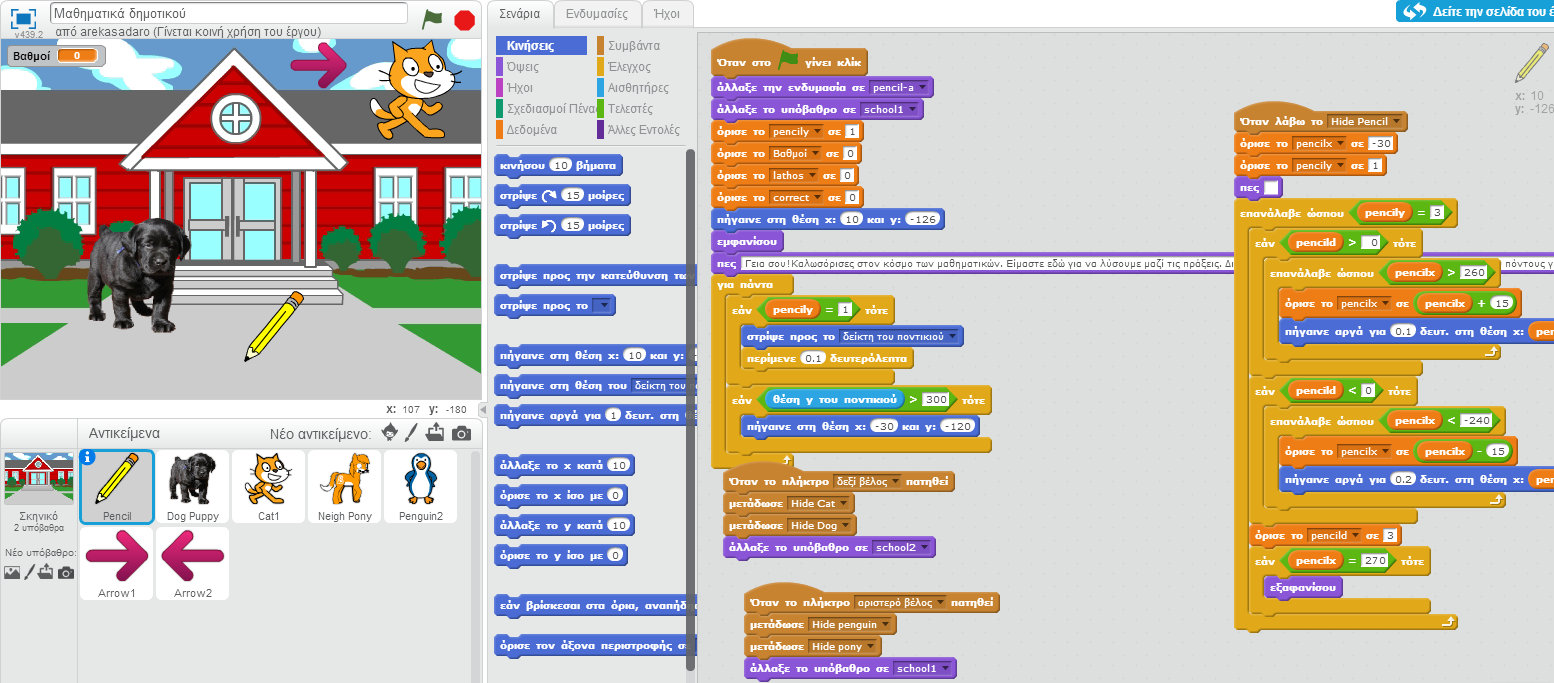 Μαθηματικά δημοτικού
v439.2
από arekasadaro (Γίνεται κοινή χρήση του έργου)
Βαθμοί 0
x: 107 y: -180
Αντικείμενα
Νέο αντικείμενο:
Σκηνικό
2 υπόβαθρα
Νέο υπόβαθρο:
Pencil
Dog Puppy
Cat1
Neigh Pony
Penguin2
Arrow1
Arrow2
Σενάρια
Ενδυμασίες
Ήχοι
Δείτε την σελίδα του έ
Κινήσεις
Όψεις
Ήχοι
Σχεδιασμοί Πένας
Δεδομένα
Συμβάντα
Έλεγχος
Αισθητήρες
Τελεστές
Άλλες Εντολές
κινήσου 10 βήματα
στρίψε 15 μοίρες
στρίψε 15 μοίρες
στρίψε προς την κατεύθυνση των
στρίψε προς το
πήγαινε στη θέση x: 10 και y: -
πήγαινε στη θέση του δείκτη του πο
πήγαινε αργά για 1 δευτ. στη θέ
άλλαξε το x κατά 10
όρισε το x ίσο με 0
άλλαξε το y κατά 10
όρισε το y ίσο με 0
εάν βρίσκεσαι στα όρια, αναπήδ
όρισε τον άξονα περιστροφής σ
Όταν στο γίνει κλικ
άλλαξε την ενδυμασία σε pencil-a
άλλαξε το υπόβαθρο σε school1
όρισε το pencily σε 1
όρισε το Βαθμοί σε 0
όρισε το lathos σε 0
όρισε το correct σε 0
πήγαινε στη θέση x: 10 και y: -126
εμφανίσου
πες Γεια σου!Καλωσόρισες στον κόσμο των μαθηματικών. Είμαστε εδώ για να λύσουμε μαζί τις πράξεις. Δι
πόντους γ
για πάντα
εάν pencily = 1 τότε
στρίψε προς το δείκτη του ποντικιού
περίμενε 0.1 δευτερόλεπτα
εάν θέση y του ποντικιού > 300 τότε
πήγαινε στη θέση x: -30 και y: -120
Όταν το πλήκτρο δεξί βέλος πατηθεί
μετάδωσε Hide Cat
μετάδωσε Hide Dog
άλλαξε το υπόβαθρο σε school2
Όταν το πλήκτρο αριστερό βέλος πατηθεί
μετάδωσε Hide penguin
μετάδωσε Hide pony
άλλαξε το υπόβαθρο σε school1
x: 10
y: -126
Όταν λάβω το Hide Pencil
όρισε το pencilx σε -30
όρισε το pencily σε 1
πες
επανάλαβε ώσπου pencily = 3
εάν pencild > 0 τότε
επανάλαβε ώσπου pencilx > 260
όρισε το pencilx σε pencilx + 15
πήγαινε αργά για 0.1 δευτ. στη θέση x: pen
εάν pencild < 0 τότε
επανάλαβε ώσπου pencilx < -240
όρισε το pencilx σε pencilx - 15
πήγαινε αργά για 0.2 δευτ. στη θέση x: pen
όρισε το pencild σε 3
εάν pencilx = 270 τότε
εξαφανίσου